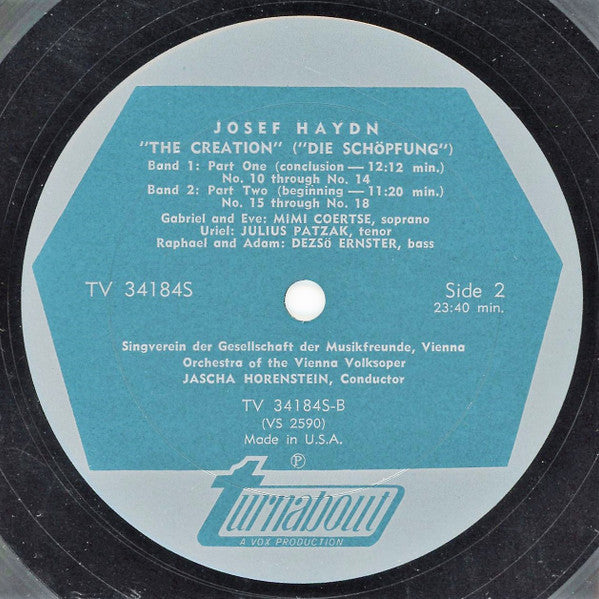 JOSEF HAYDN
"THE CREATION" ("DIE SCHÖPFUNG")
Band 1: Part One (conclusion — 12:12 min.)
No. 10 through No. 14
Band 2: Part Two (beginning — 11:20 min.)
No. 15 through No. 18
Gabriel and Eve: MIMI COERTSE, soprano
Uriel: JULIUS PATZAK, tenor
Raphael and Adam: DEZSö ERNSTER, bass
TV 34184S
Side 2
23:40 min.
Singverein der Gesellschaft der Musikfreunde, Vienna
Orchestra of the Vienna Volksoper
JASCHA HORENSTEIN, Conductor
TV 34184S-B
(VS 2590)
Made in U.S.A.
℗
turnabout
A VOX PRODUCTION